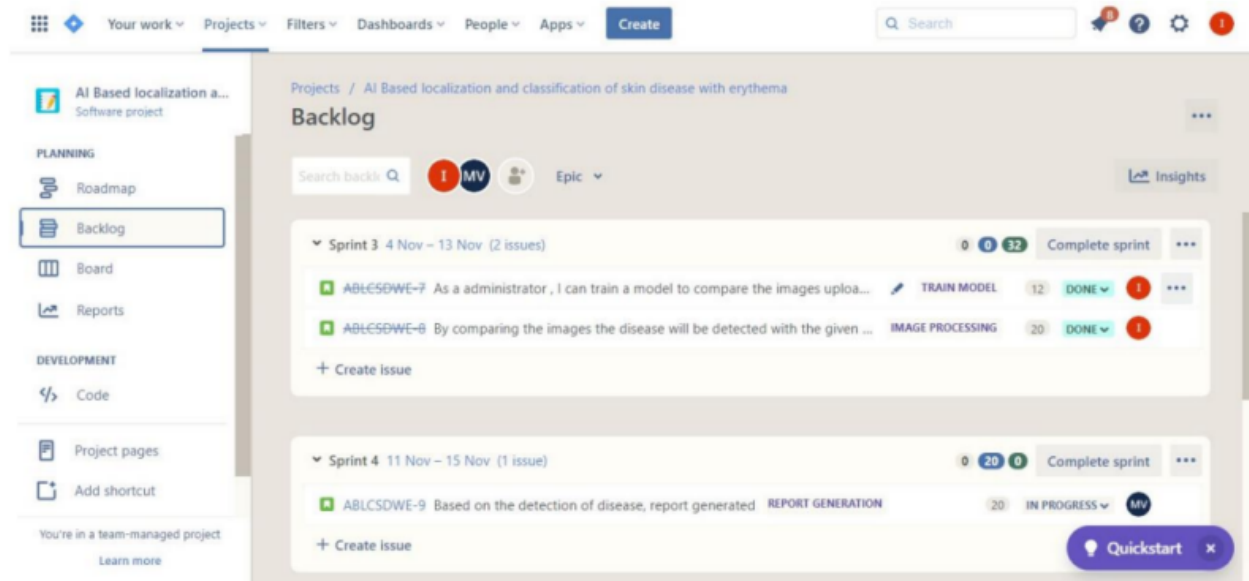 Your work Projects Filters Dashboards People Apps Create Search 8 I
AI Based localization a...
Software project
PLANNING
Roadmap
Backlog
Board
Reports
DEVELOPMENT
Code
Project pages
Add shortcut
You're in a team-managed project
Learn more
Projects / AI Based localization and classification of skin disease with erythema
Backlog
Search backlo I MV Epic Insights
Sprint 3 4 Nov – 13 Nov (2 issues) 0 0 32 Complete sprint
ABLCSDWE-7 As a administrator , I can train a model to compare the images uploa... TRAIN MODEL 12 DONE I
ABLCSDWE-8 By comparing the images the disease will be detected with the given ... IMAGE PROCESSING 20 DONE I
+ Create issue
Sprint 4 11 Nov – 15 Nov (1 issue) 0 20 0 Complete sprint
ABLCSDWE-9 Based on the detection of disease, report generated REPORT GENERATION 20 IN PROGRESS MV
+ Create issue
Quickstart x